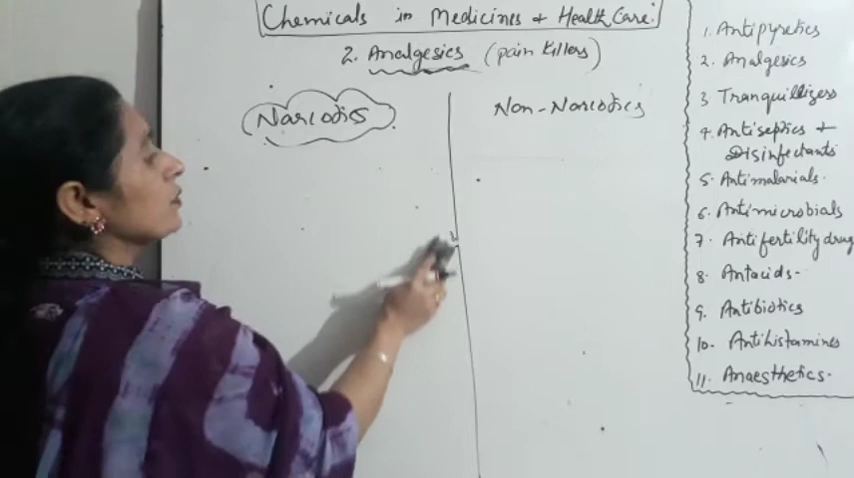 Chemicals in Medicines + Health Care:
2. Analgesics (pain killers)
Narcotics
Non-Narcotics
1. Antipyretics
2. Analgesics
3 Tranquillizers
4. Antiseptics +
Disinfectants
5. Antimalarials.
6. Antimicrobials
7. Antifertility drug
8. Antacids-
9. Antibiotics
10. Antihistamines
11. Anaesthetics.